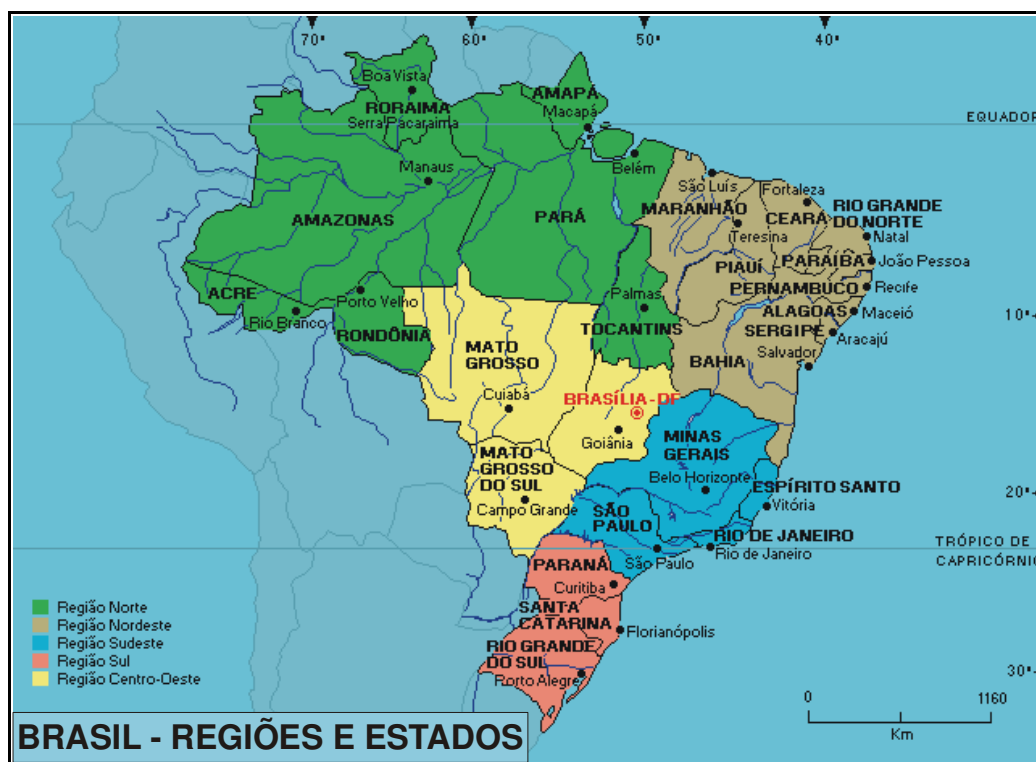 70°
60°
50°
40°
Boa Vista
RORAIMA
Serra Pacaraima
AMAPÁ
Macapá
EQUADOR
Manaus
Belém
São Luís
Fortaleza
AMAZONAS
PARÁ
MARANHÃO
CEARÁ
RIO GRANDE
DO NORTE
Teresina
Natal
PIAUÍ
PARAÍBA
João Pessoa
ACRE
Porto Velho
Palmas
PERNAMBUCO
Recife
Rio Branco
RONDÔNIA
TOCANTINS
ALAGOAS
Maceió
10°
SERGIPE
Aracajú
MATO
GROSSO
BAHIA
Salvador
Cuiabá
BRASÍLIA-DF
Goiânia
MATO
GROSSO
DO SUL
Campo Grande
MINAS
GERAIS
Belo Horizonte
ESPÍRITO SANTO
Vitória
20°
SÃO
PAULO
São Paulo
RIO DE JANEIRO
Rio de Janeiro
TRÓPICO DE
CAPRICÓRNIO
PARANÁ
Curitiba
SANTA
CATARINA
Florianópolis
RIO GRANDE
DO SUL
Porto Alegre
30°
Região Norte
Região Nordeste
Região Sudeste
Região Sul
Região Centro-Oeste
0 1160
Km
BRASIL - REGIÕES E ESTADOS